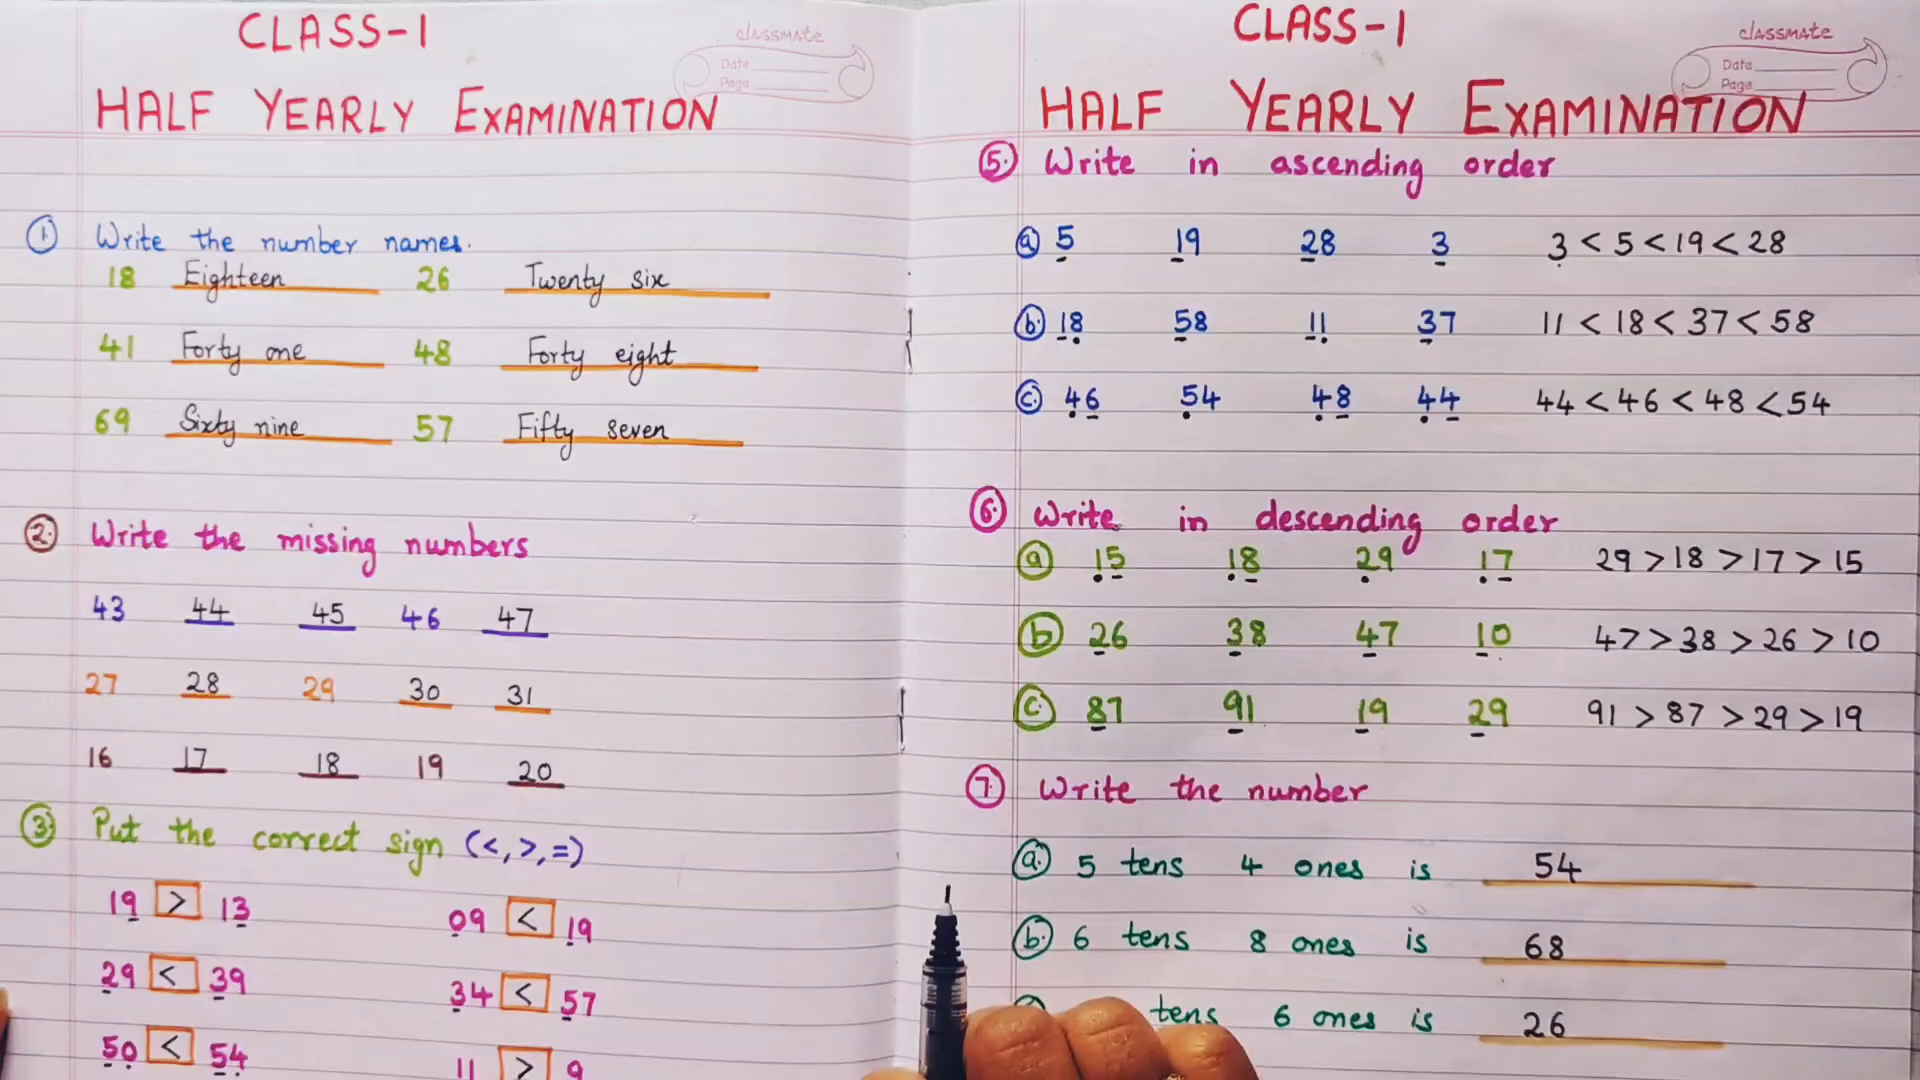 CLASS-1
classmate
Date
Page
HALF YEARLY EXAMINATION
1. Write the number names.
18 Eighteen 26 Twenty six
41 Forty one 48 Forty eight
69 Sixty nine 57 Fifty seven
2. Write the missing numbers
43 44 45 46 47
27 28 29 30 31
16 17 18 19 20
3. Put the correct sign (<, >, =)
19 > 13 09 < 19
29 < 39 34 < 57
50 < 54 11 > 9
CLASS-1
classmate
Date
Page
HALF YEARLY EXAMINATION
5. Write in ascending order
a 5 19 28 3 3 < 5 < 19 < 28
b. 18 58 11 37 11 < 18 < 37 < 58
c. 46 54 48 44 44 < 46 < 48 < 54
6. Write in descending order
a 15 18 29 17 29 > 18 > 17 > 15
b 26 38 47 10 47 > 38 > 26 > 10
c. 87 91 19 29 91 > 87 > 29 > 19
7. Write the number
a. 5 tens 4 ones is 54
b. 6 tens 8 ones is 68
tens 6 ones is 26